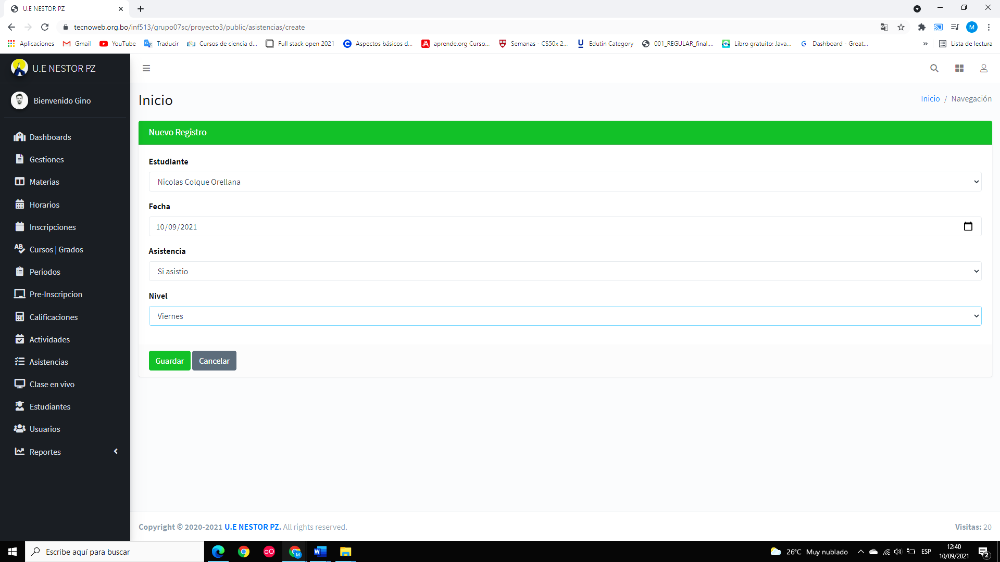 U.E NESTOR PZ
tecnoweb.org.bo/inf513/grupo07sc/proyecto3/public/asistencias/create
M
Aplicaciones
Gmail
YouTube
Traducir
Cursos de ciencia d...
Full stack open 2021
Aspectos básicos d...
aprende.org Curso...
Semanas - CS50x 2...
Edutin Category
001_REGULAR_final....
Libro gratuito: Java...
Dashboard - Great...
»
Lista de lectura
U.E NESTOR PZ
Bienvenido Gino
Dashboards
Gestiones
Materias
Horarios
Inscripciones
Cursos | Grados
Periodos
Pre-Inscripcion
Calificaciones
Actividades
Asistencias
Clase en vivo
Estudiantes
Usuarios
Reportes
Inicio
Inicio / Navegación
Nuevo Registro
Estudiante
Nicolas Colque Orellana
Fecha
10/09/2021
Asistencia
Si asistio
Nivel
Viernes
Guardar
Cancelar
Copyright © 2020-2021 U.E NESTOR PZ. All rights reserved.
Visitas: 20
Escribe aquí para buscar
26°C Muy nublado
ESP
12:40
10/09/2021
2